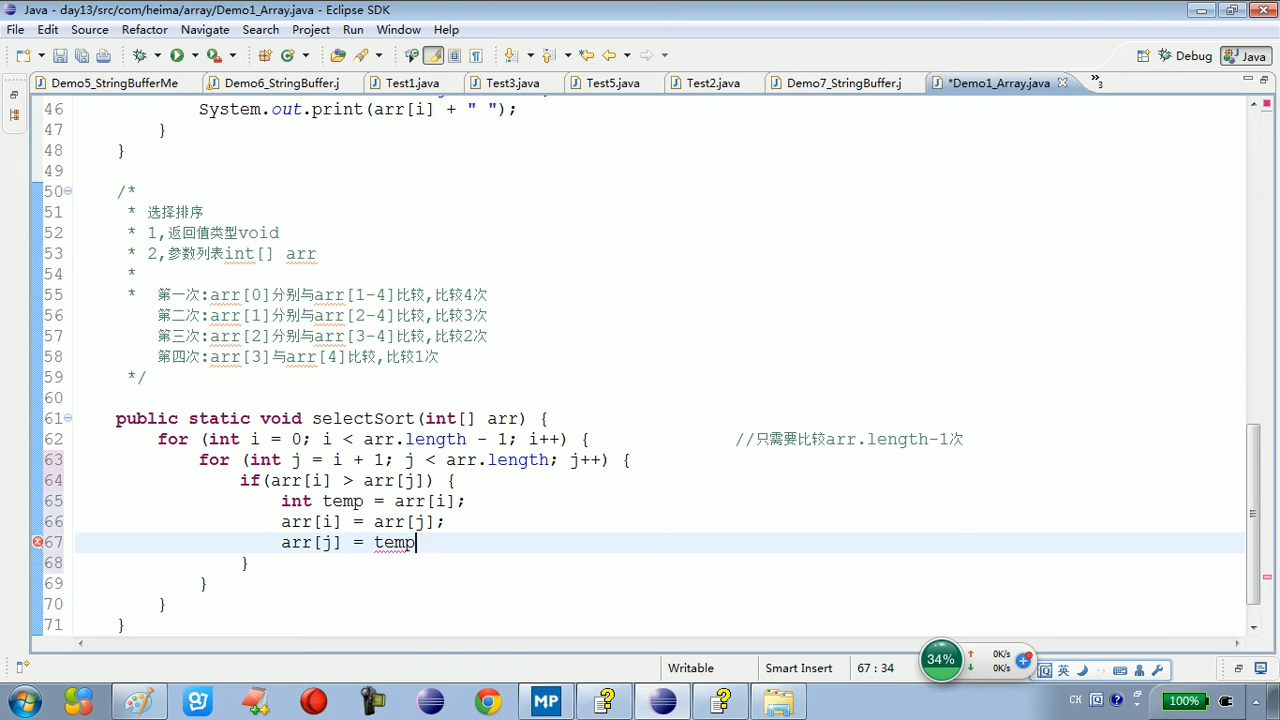 Java - day13/src/com/heima/array/Demo1_Array.java - Eclipse SDK
File Edit Source Refactor Navigate Search Project Run Window Help
Debug Java
Demo5_StringBufferMe Demo6_StringBuffer.j Test1.java Test3.java Test5.java Test2.java Demo7_StringBuffer.j *Demo1_Array.java »3
46 System.out.print(arr[i] + " ");
47 }
48 }
49
50 /*
51 * 选择排序
52 * 1,返回值类型void
53 * 2,参数列表int[] arr
54 *
55 * 第一次:arr[0]分别与arr[1-4]比较,比较4次
56 第二次:arr[1]分别与arr[2-4]比较,比较3次
57 第三次:arr[2]分别与arr[3-4]比较,比较2次
58 第四次:arr[3]与arr[4]比较,比较1次
59 */
60
61 public static void selectSort(int[] arr) {
62 for (int i = 0; i < arr.length - 1; i++) { //只需要比较arr.length-1次
63 for (int j = i + 1; j < arr.length; j++) {
64 if(arr[i] > arr[j]) {
65 int temp = arr[i];
66 arr[i] = arr[j];
67 arr[j] = temp
68 }
69 }
70 }
71 }
Writable Smart Insert 67 : 34
34% 0K/s
0K/s
英
MP CH 100%